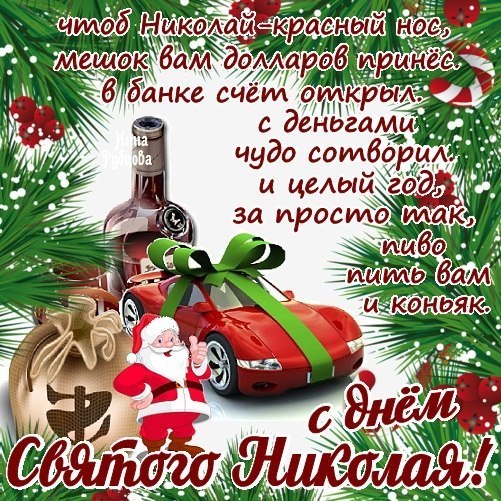 чтоб Николай-красный нос,
мешок вам долларов принёс.
в банке счёт открыл.
с деньгами
чудо сотворил.
и целый год,
за просто так,
пиво
пить вам
и коньяк.
с днём
Святого Николая!